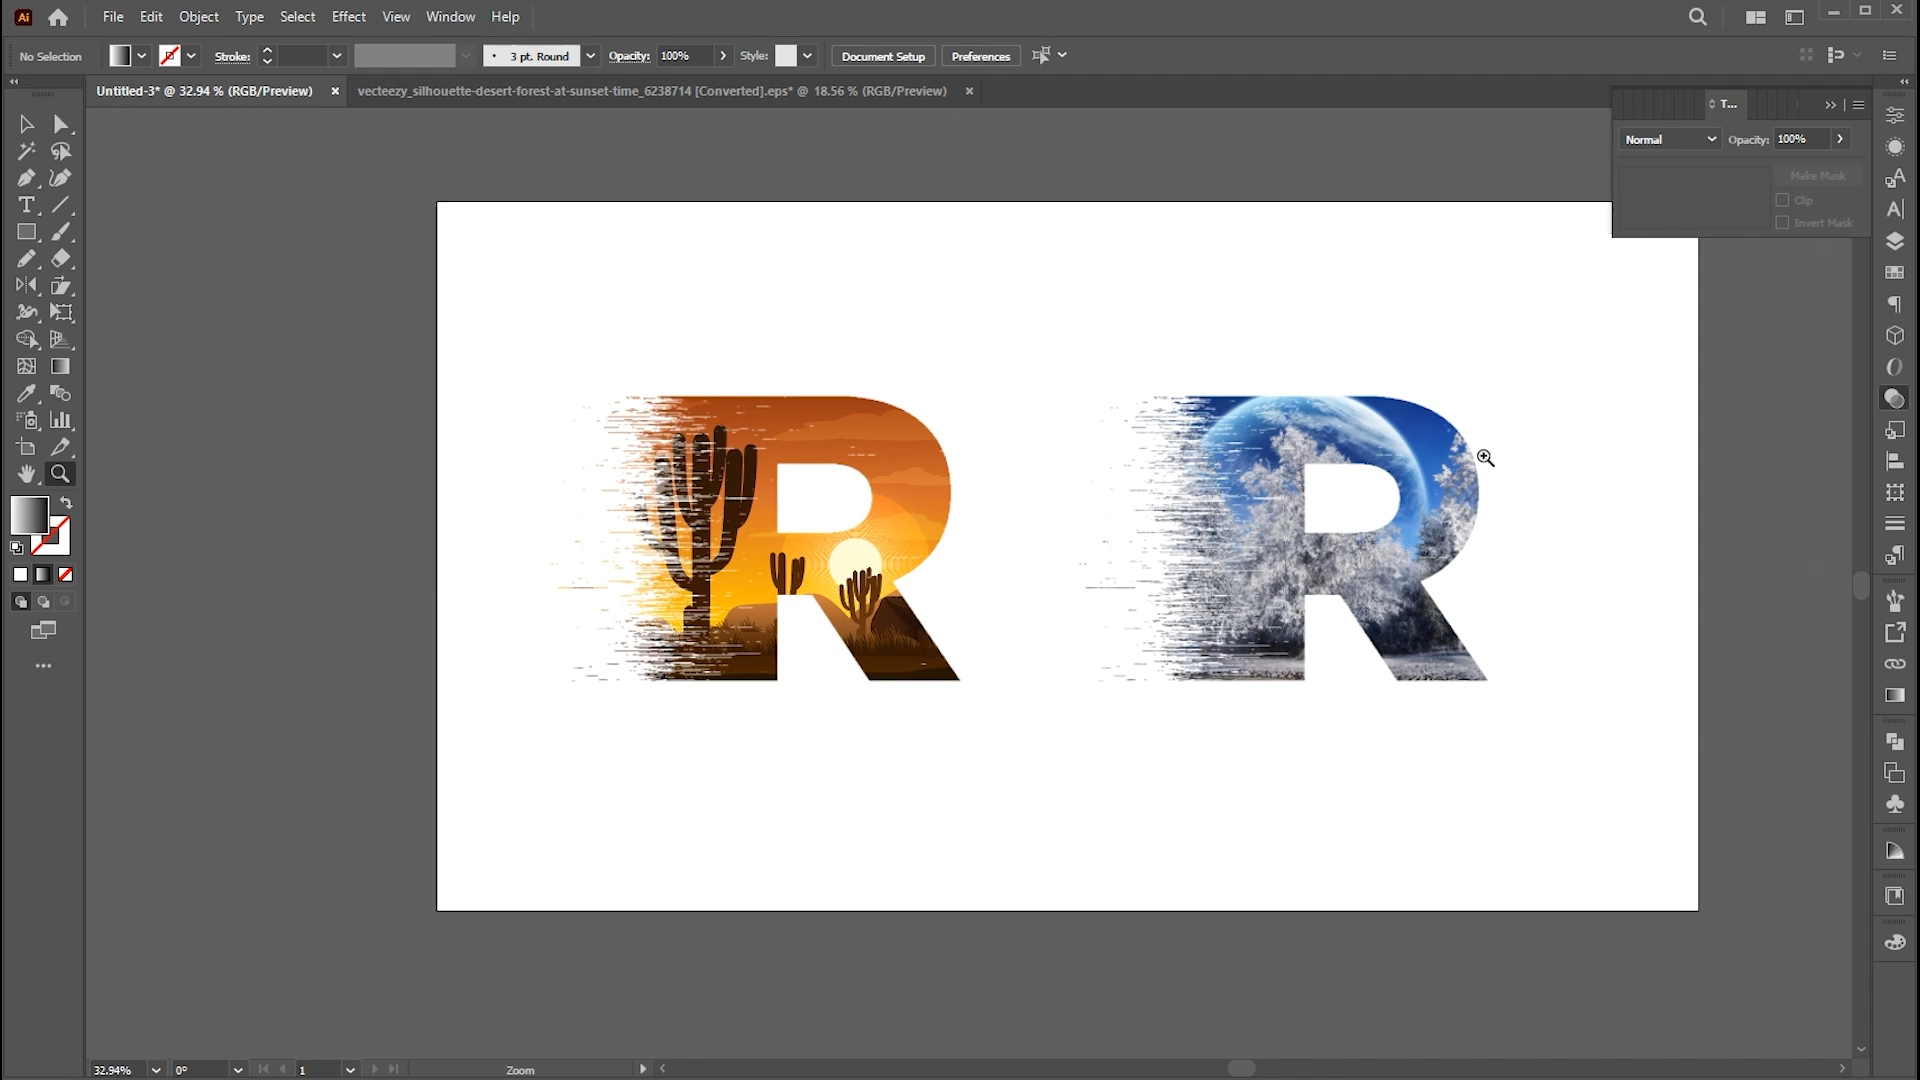 Ai File Edit Object Type Select Effect View Window Help
No Selection Stroke: 3 pt. Round Opacity: 100% Style: Document Setup Preferences
Untitled-3* @ 32.94 % (RGB/Preview) × vecteezy_silhouette-desert-forest-at-sunset-time_6238714 [Converted].eps* @ 18.56 % (RGB/Preview) ×
T...
Normal Opacity: 100%
Make Mask
Clip
Invert Mask
R R
32.94% 0° 1 Zoom